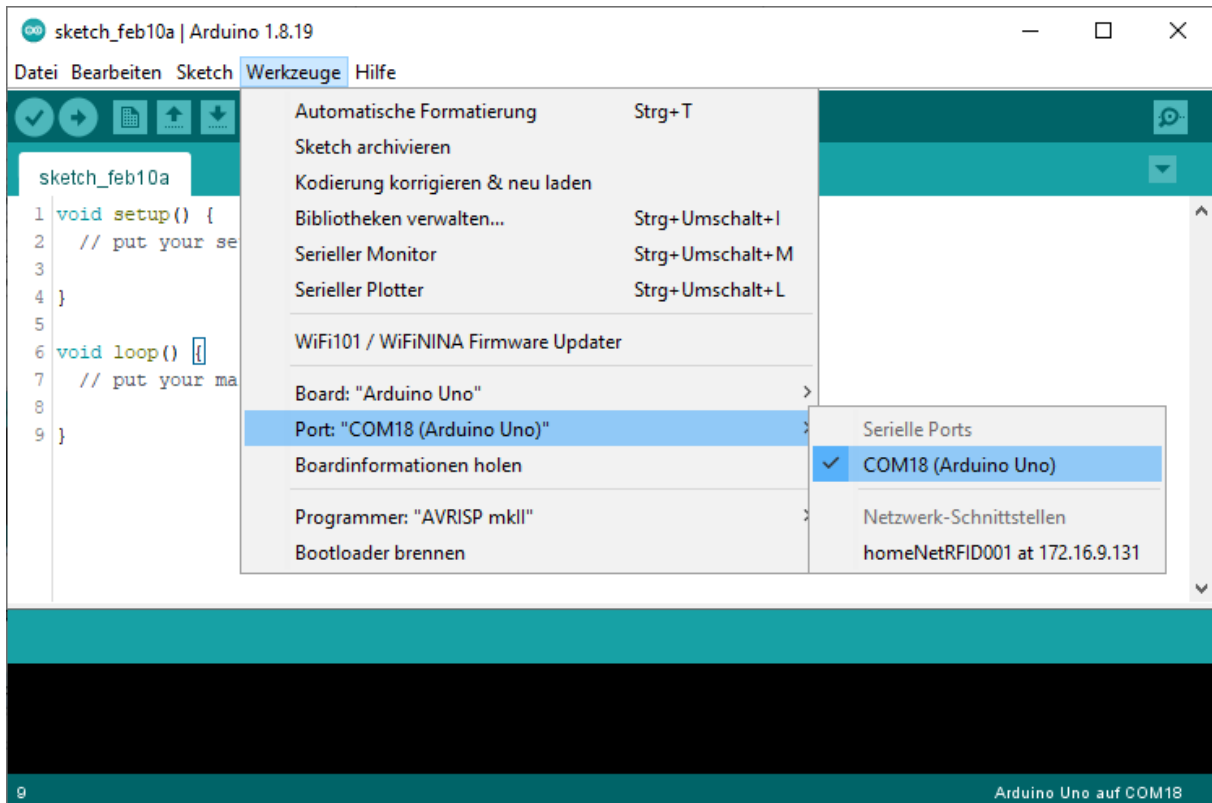 sketch_feb10a | Arduino 1.8.19
Datei Bearbeiten Sketch Werkzeuge Hilfe
sketch_feb10a
1 void setup() {
2 // put your se
3
4 }
5
6 void loop() {
7 // put your ma
8
9 }
Automatische Formatierung Strg+T
Sketch archivieren
Kodierung korrigieren & neu laden
Bibliotheken verwalten... Strg+Umschalt+I
Serieller Monitor Strg+Umschalt+M
Serieller Plotter Strg+Umschalt+L
WiFi101 / WiFiNINA Firmware Updater
Board: "Arduino Uno"
Port: "COM18 (Arduino Uno)"
Boardinformationen holen
Programmer: "AVRISP mkII"
Bootloader brennen
Serielle Ports
COM18 (Arduino Uno)
Netzwerk-Schnittstellen
homeNetRFID001 at 172.16.9.131
9 Arduino Uno auf COM18